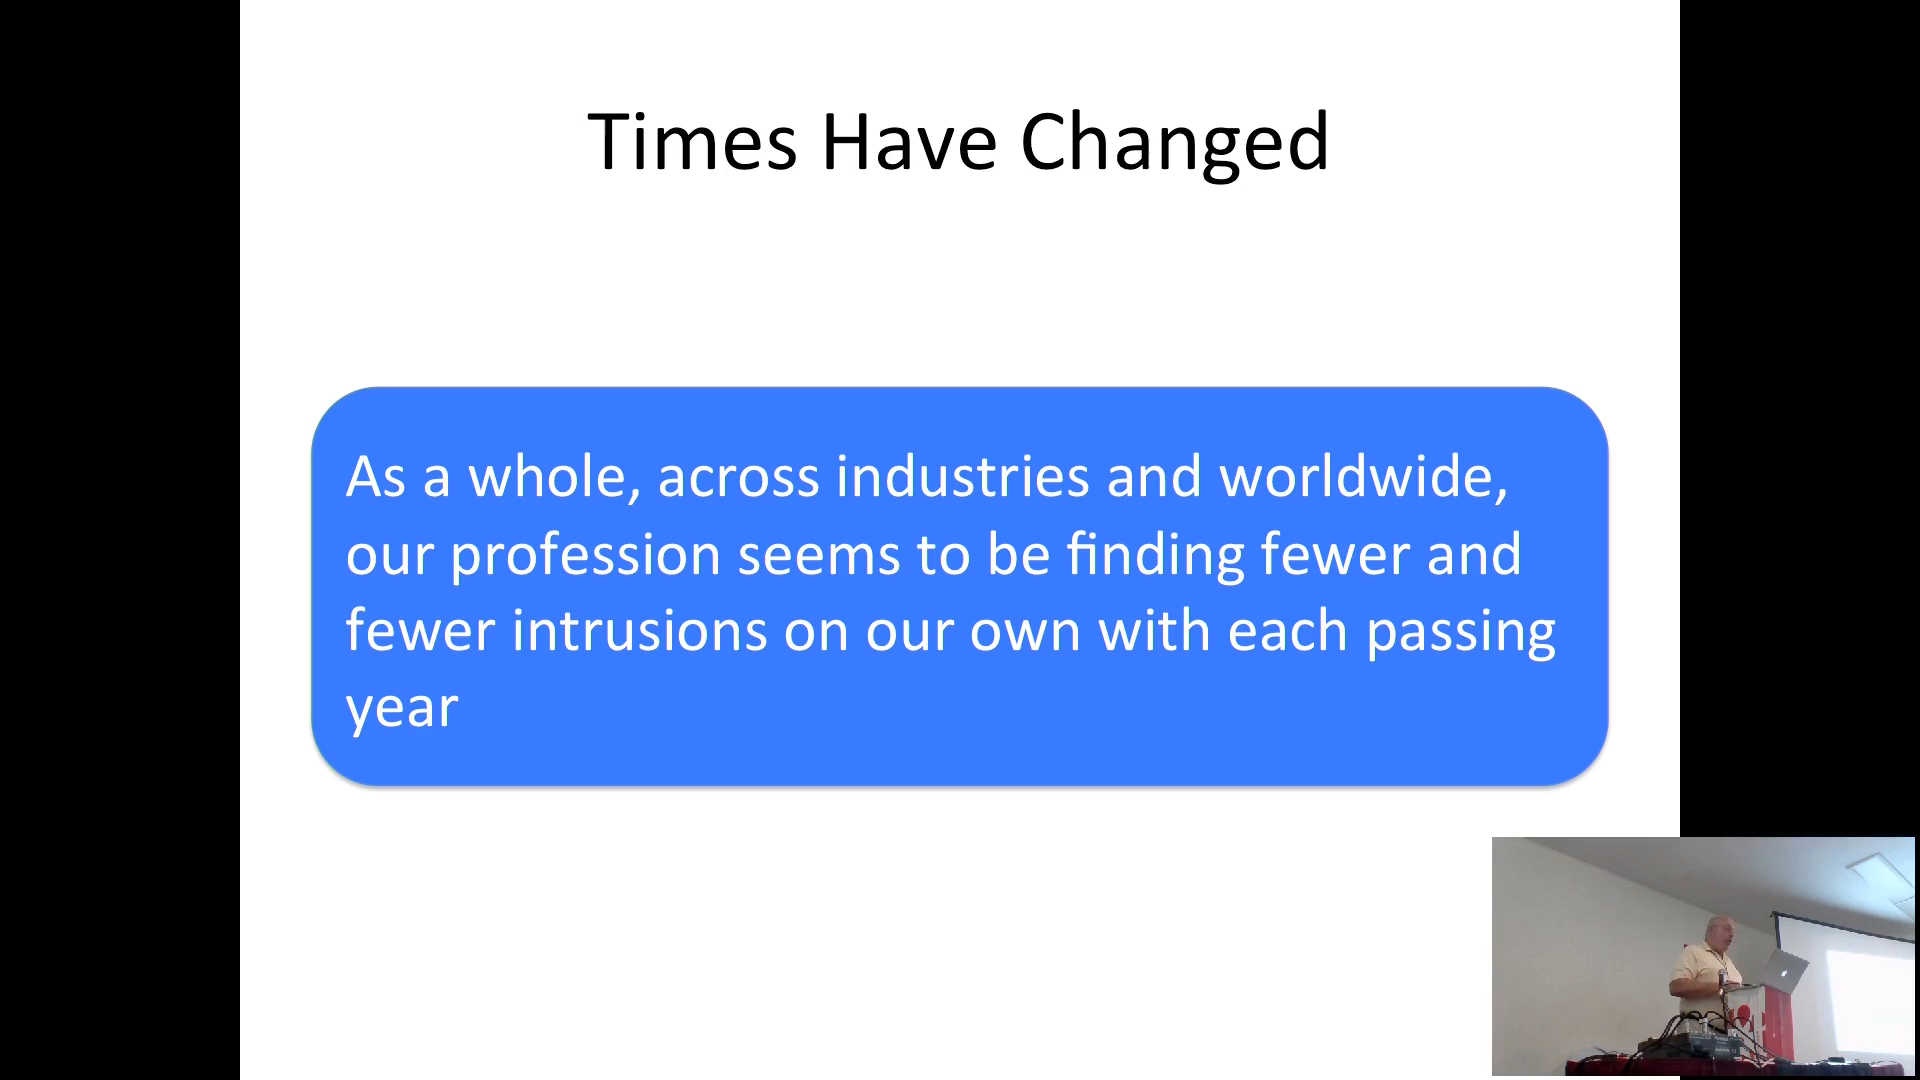 Times Have Changed
As a whole, across industries and worldwide,
our profession seems to be finding fewer and
fewer intrusions on our own with each passing
year